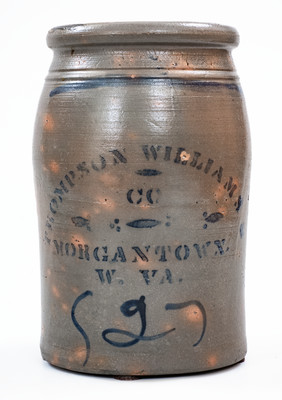 THOMPSON WILLIAMS
CO
MORGANTOWN.
W. VA.
2